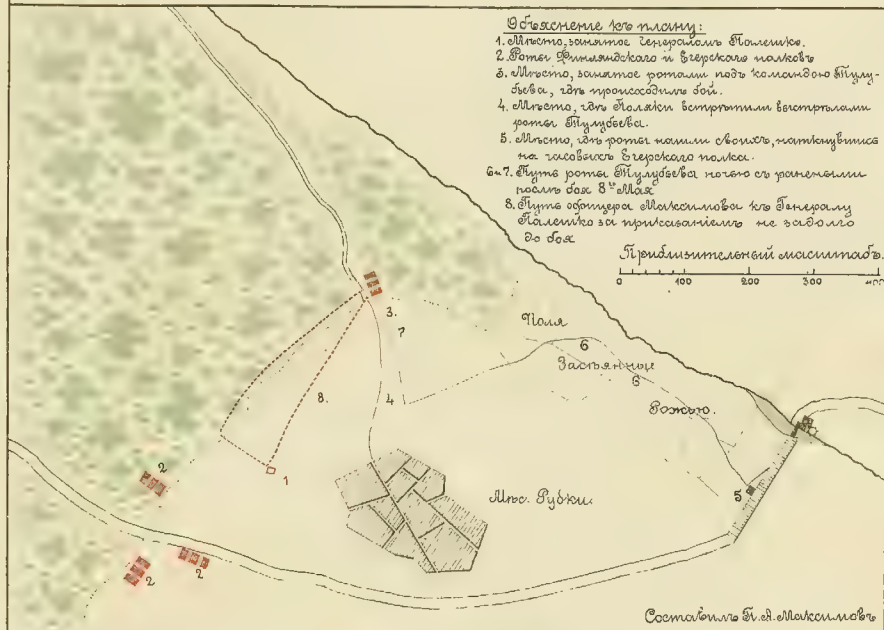 Объясненіе къ плану:
1. Мѣсто, занятое Генераломъ Палешко.
2. Роты Финляндскаго и Егерскаго полковъ
3. Мѣсто, занятое ротами подъ командою Тулу-
бьева, гдѣ происходилъ бой.
4. Мѣсто, гдѣ Поляки встрѣтили выстрѣлами
роты Тулубьева.
5. Мѣсто, гдѣ роты нашли своихъ, наткнувшись
на часовыхъ Егерскаго полка.
6 и 7. Путь роты Тулубьева ночью съ ранеными
послѣ боя 8го Мая
8. Путь офицера Максимова къ Генералу
Палешко за приказаніемъ не задолго
до боя
Приблизительный масштабъ.
0 100 200 300 400
3.
7
Поля
6
Засѣянные
6
Рожью.
4
8.
2
1
Мѣс. Рудки.
5
2
2
Составилъ П. А. Максимовъ